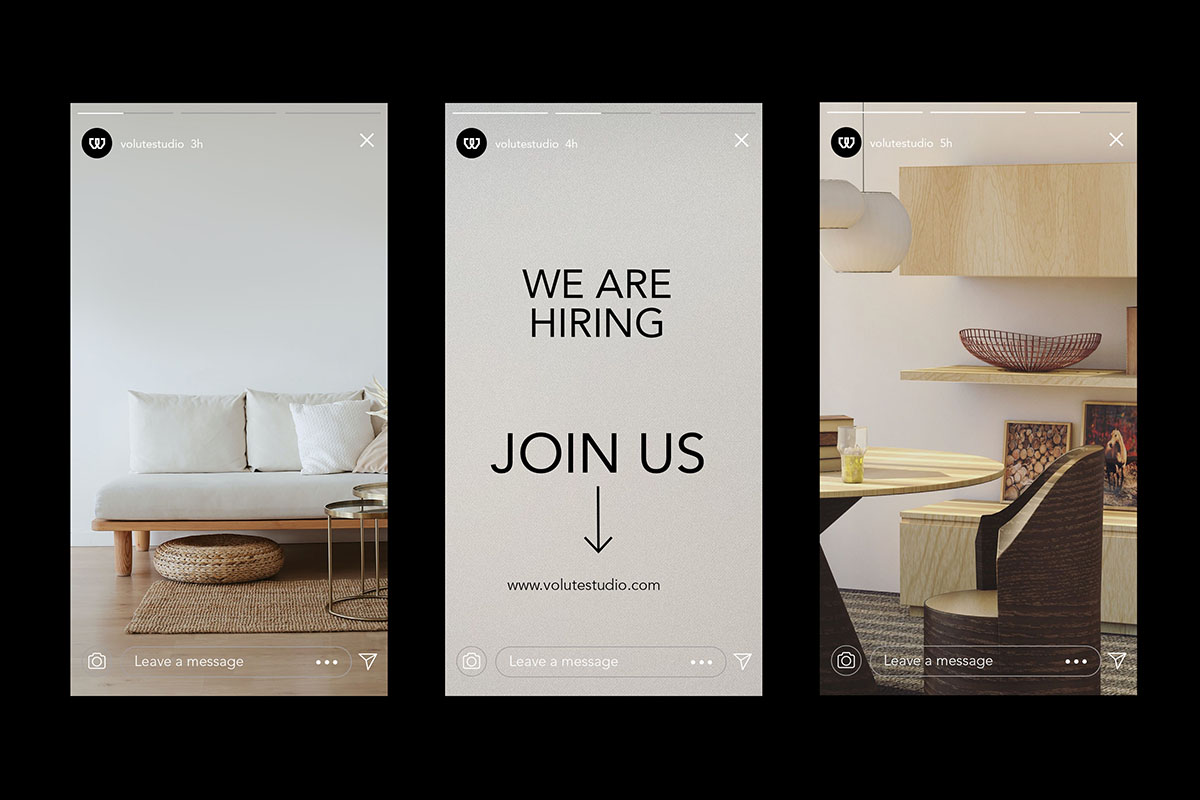 volutestudio 3h
Leave a message
volutestudio 4h
WE ARE
HIRING
JOIN US
www.volutestudio.com
Leave a message
volutestudio 5h
Leave a message